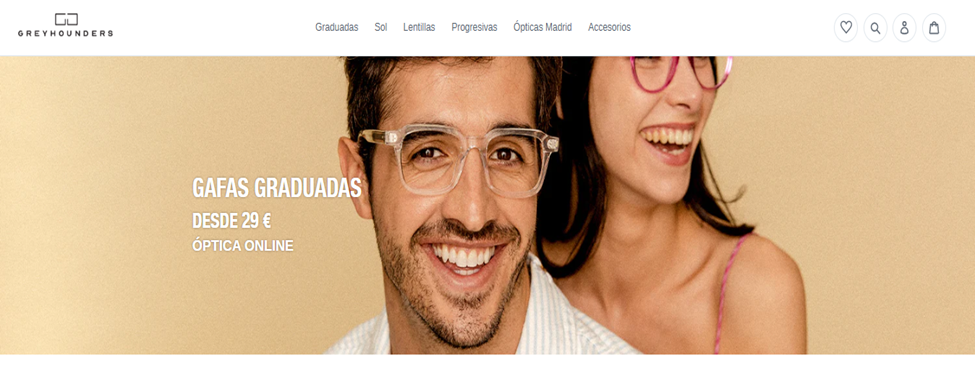 GREYHOUNDERS
Graduadas Sol Lentillas Progresivas Ópticas Madrid Accesorios
GAFAS GRADUADAS
DESDE 29 €
ÓPTICA ONLINE